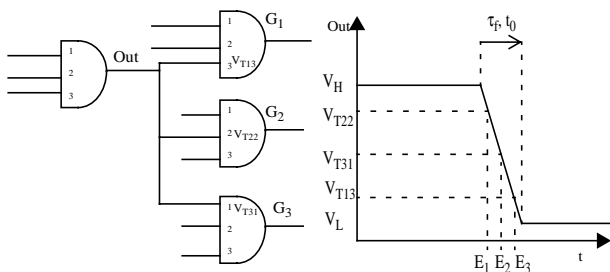 1
2
3
Out
1
2
3 V_T13
G_1
1
2 V_T22
3
G_2
1 V_T31
2
3
G_3
Out
τ_f, t_0
V_H
V_T22
V_T31
V_T13
V_L
E_1 E_2 E_3
t